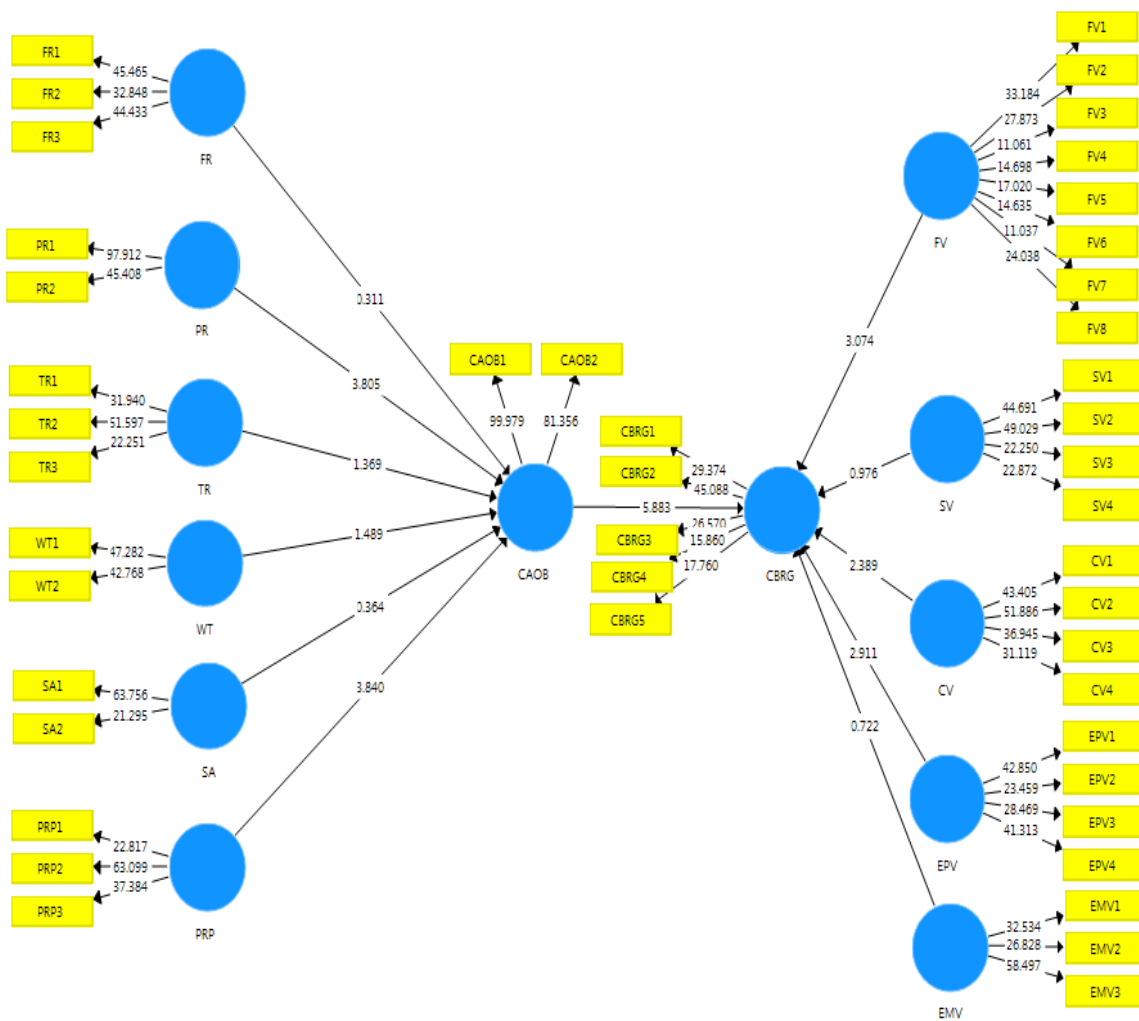 FR1
FR2
FR3
45.465
32.848
44.433
FR
PR1
PR2
97.912
45.408
PR
TR1
TR2
TR3
31.940
51.597
22.251
TR
WT1
WT2
47.282
42.768
WT
SA1
SA2
63.756
21.295
SA
PRP1
PRP2
PRP3
22.817
63.099
37.384
PRP
0.311
3.805
1.369
1.489
0.364
3.840
CAOB1
CAOB2
99.979
81.356
CAOB
5.883
CBRG1
CBRG2
CBRG3
CBRG4
CBRG5
29.374
45.088
26.570
15.860
17.760
CBRG
3.074
0.976
2.389
2.911
0.722
FV
33.184
27.873
11.061
14.698
17.020
14.635
11.037
24.038
FV1
FV2
FV3
FV4
FV5
FV6
FV7
FV8
SV
44.691
49.029
22.250
22.872
SV1
SV2
SV3
SV4
CV
43.405
51.886
36.945
31.119
CV1
CV2
CV3
CV4
EPV
42.850
23.459
28.469
41.313
EPV1
EPV2
EPV3
EPV4
EMV
32.534
26.828
58.497
EMV1
EMV2
EMV3